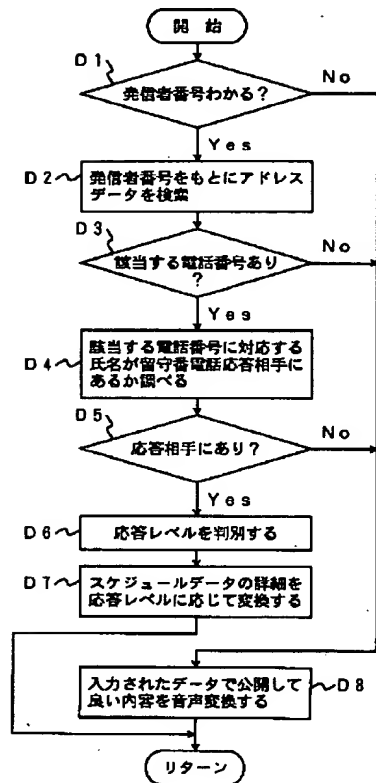 開 始
D1
発信者番号わかる?
No
Yes
D2
発信者番号をもとにアドレス
データを検索
D3
該当する電話番号あり
?
No
Yes
D4
該当する電話番号に対応する
氏名が留守番電話応答相手に
あるか調べる
D5
応答相手にあり?
No
Yes
D6
応答レベルを判別する
D7
スケジュールデータの詳細を
応答レベルに応じて変換する
入力されたデータで公開して
良い内容を音声変換する
D8
リターン